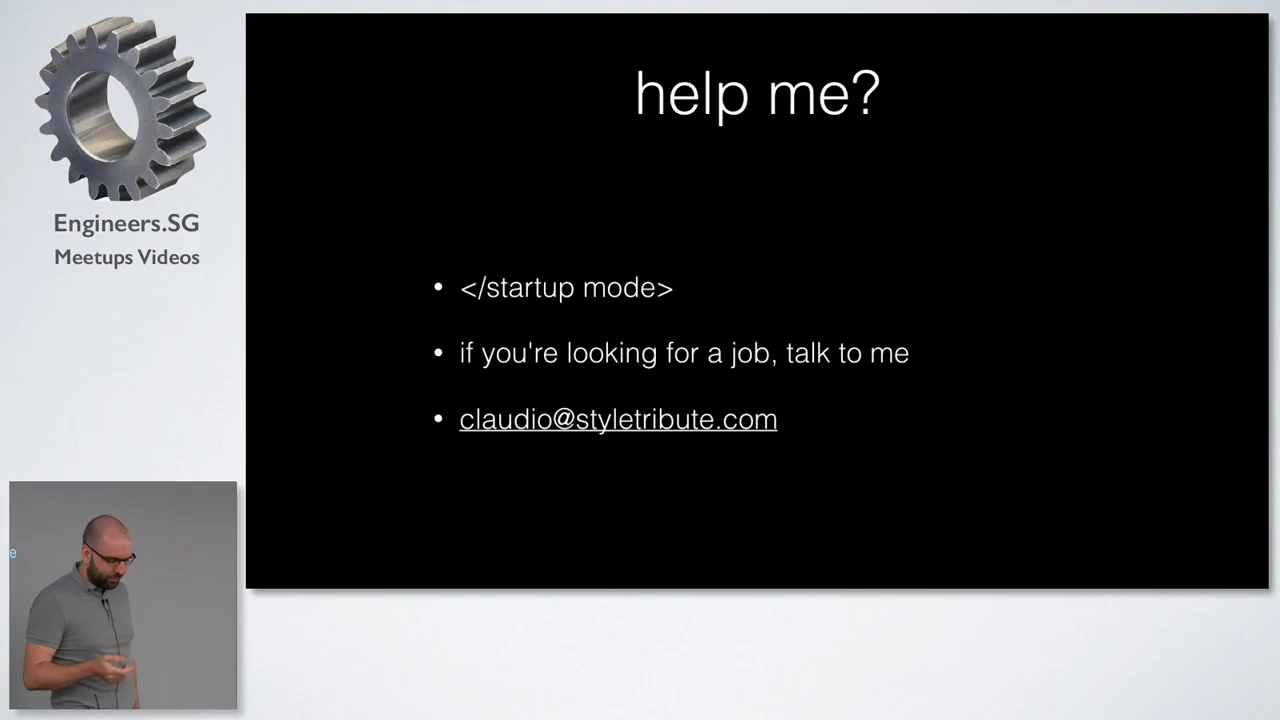 Engineers.SG
Meetups Videos
help me?
• </startup mode>
• if you're looking for a job, talk to me
• claudio@styletribute.com
e